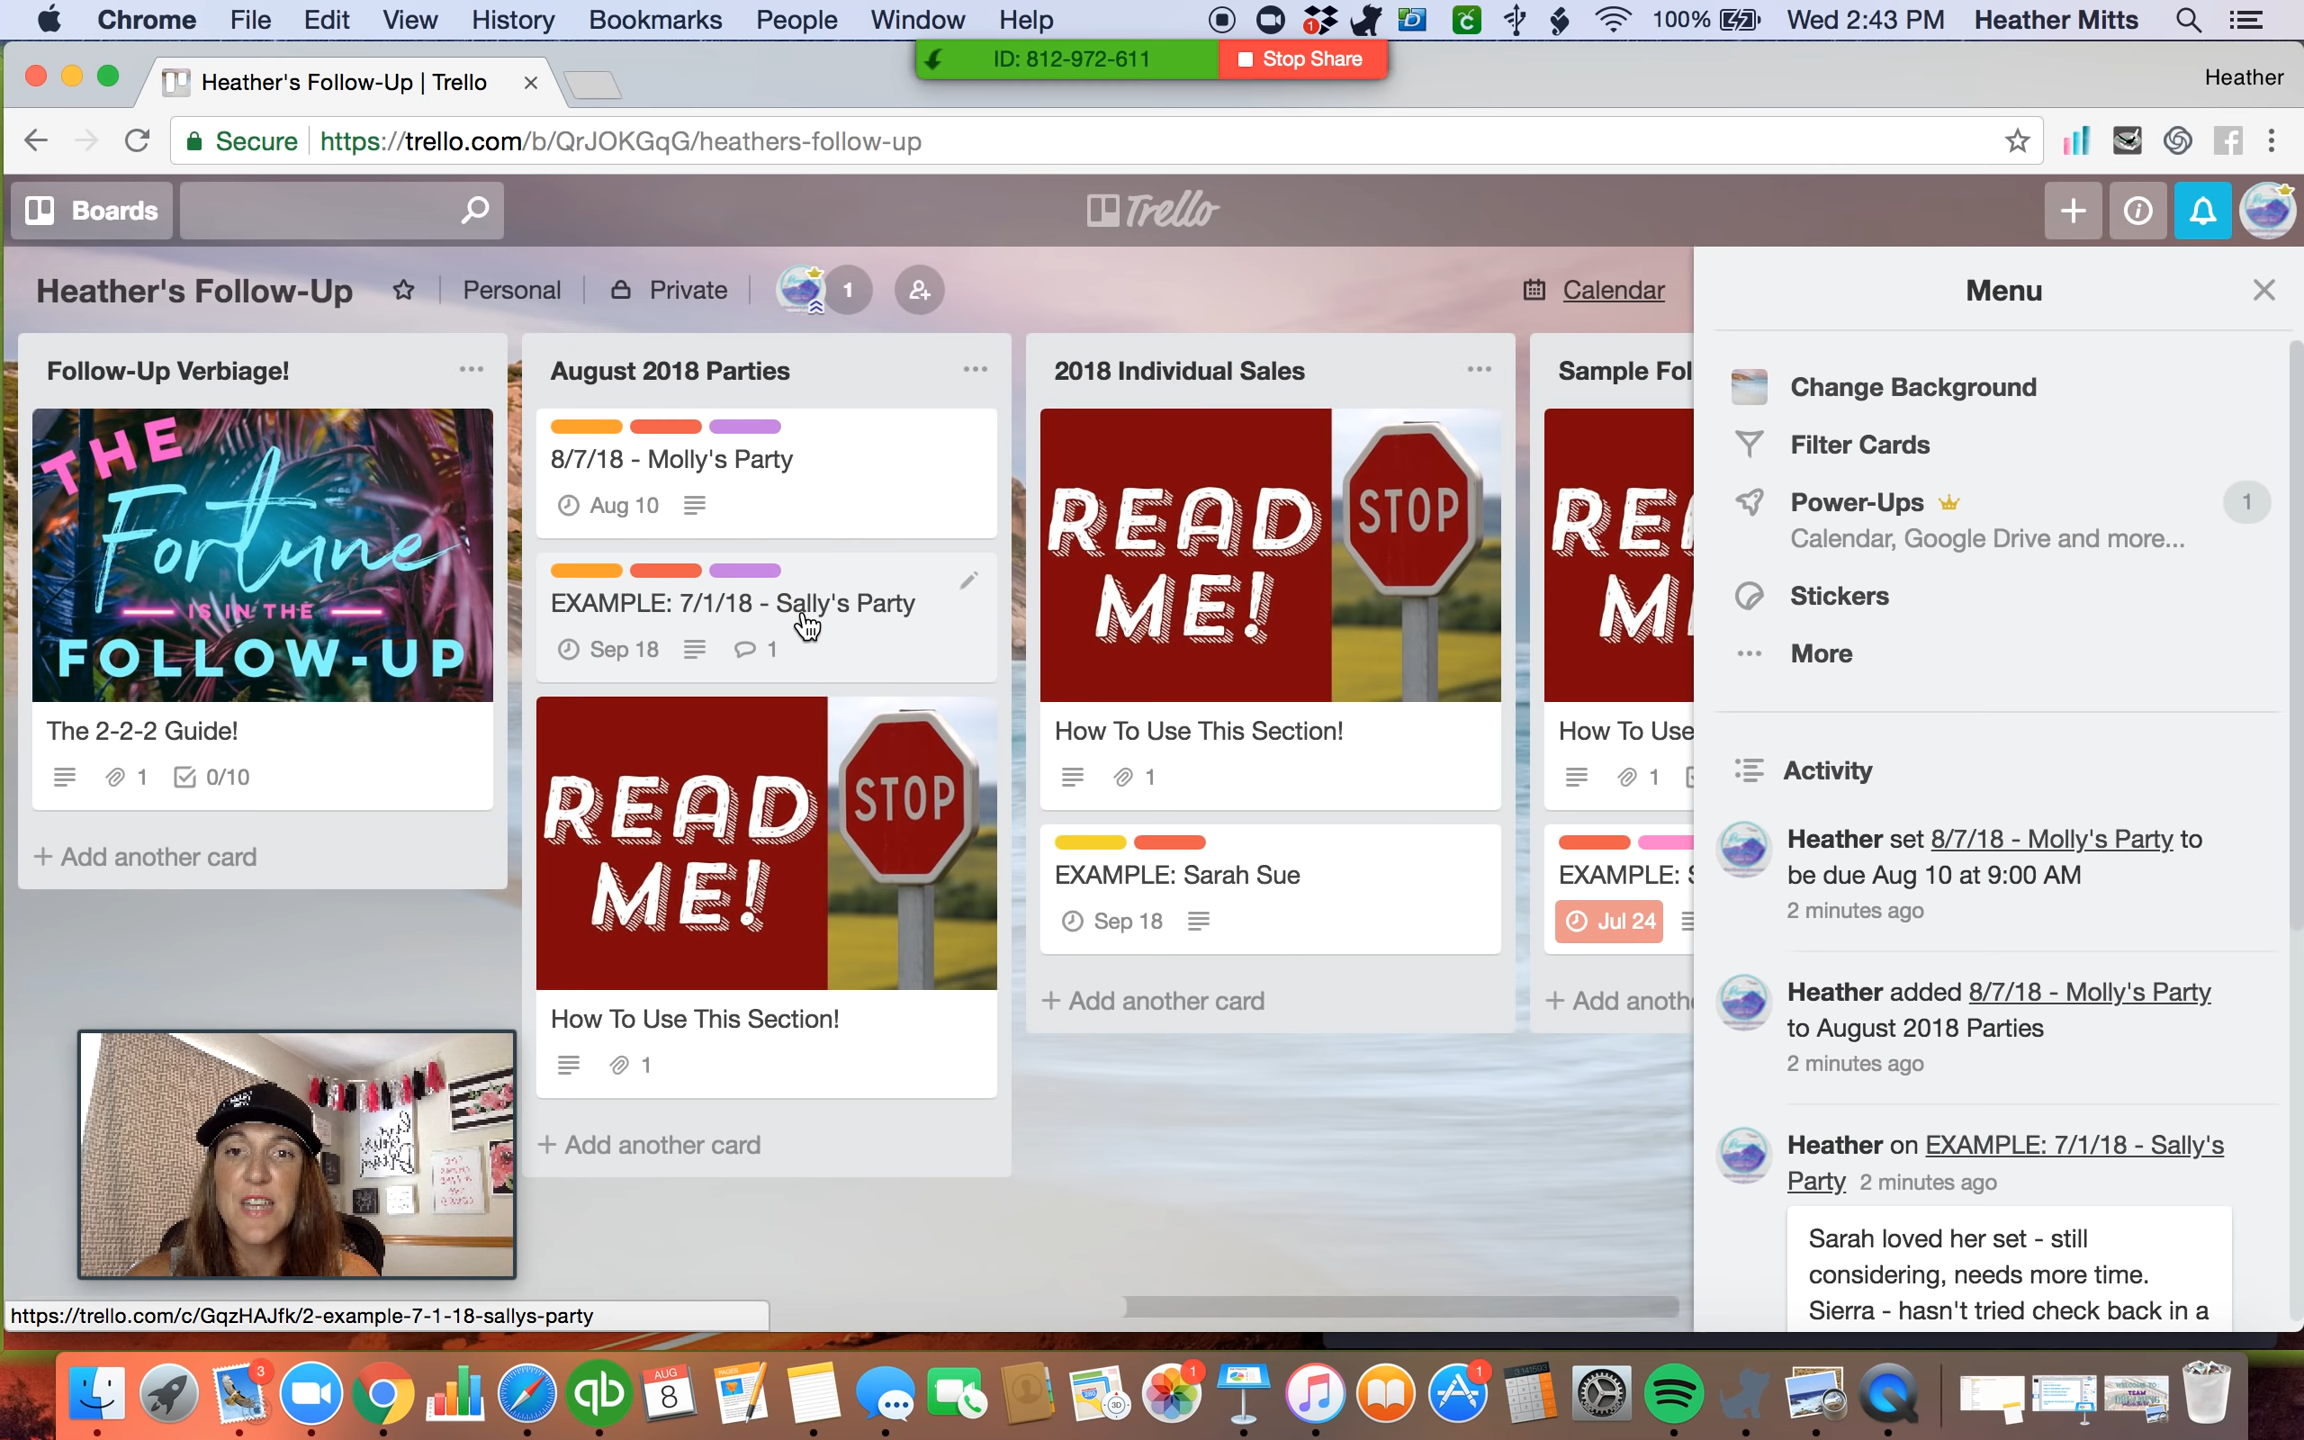 Chrome File Edit View History Bookmarks People Window Help
1 100% Wed 2:43 PM Heather Mitts
ID: 812-972-611 Stop Share
Heather's Follow-Up | Trello
Heather
Secure https://trello.com/b/QrJOKGqG/heathers-follow-up
Boards
Trello
Heather's Follow-Up Personal Private 1 Calendar
Follow-Up Verbiage!
THE
Fortune
IS IN THE
FOLLOW-UP
The 2-2-2 Guide!
1 0/10
+ Add another card
August 2018 Parties
8/7/18 - Molly's Party
Aug 10
EXAMPLE: 7/1/18 - Sally's Party
Sep 18 1
READ
ME!
STOP
How To Use This Section!
1
+ Add another card
2018 Individual Sales
READ
ME!
STOP
How To Use This Section!
1
EXAMPLE: Sarah Sue
Sep 18
+ Add another card
Sample Fol
How To Use
1
EXAMPLE: S
Jul 24
Menu
Change Background
Filter Cards
Power-Ups 1
Calendar, Google Drive and more...
Stickers
More
Activity
Heather set 8/7/18 - Molly's Party to
be due Aug 10 at 9:00 AM
2 minutes ago
Heather added 8/7/18 - Molly's Party
to August 2018 Parties
2 minutes ago
Heather on EXAMPLE: 7/1/18 - Sally's
Party 2 minutes ago
Sarah loved her set - still
considering, needs more time.
Sierra - hasn't tried check back in a
https://trello.com/c/GqzHAJfk/2-example-7-1-18-sallys-party
3
qb
AUG
8
1
1